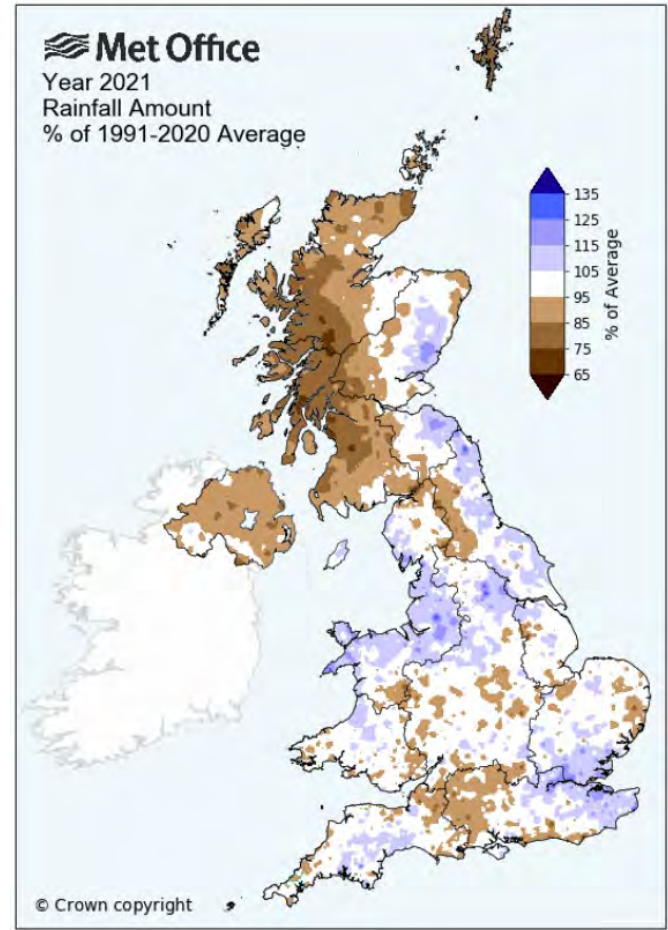 Met Office
Year 2021
Rainfall Amount
% of 1991-2020 Average
135
125
115
105
95
85
75
65
% of Average
© Crown copyright